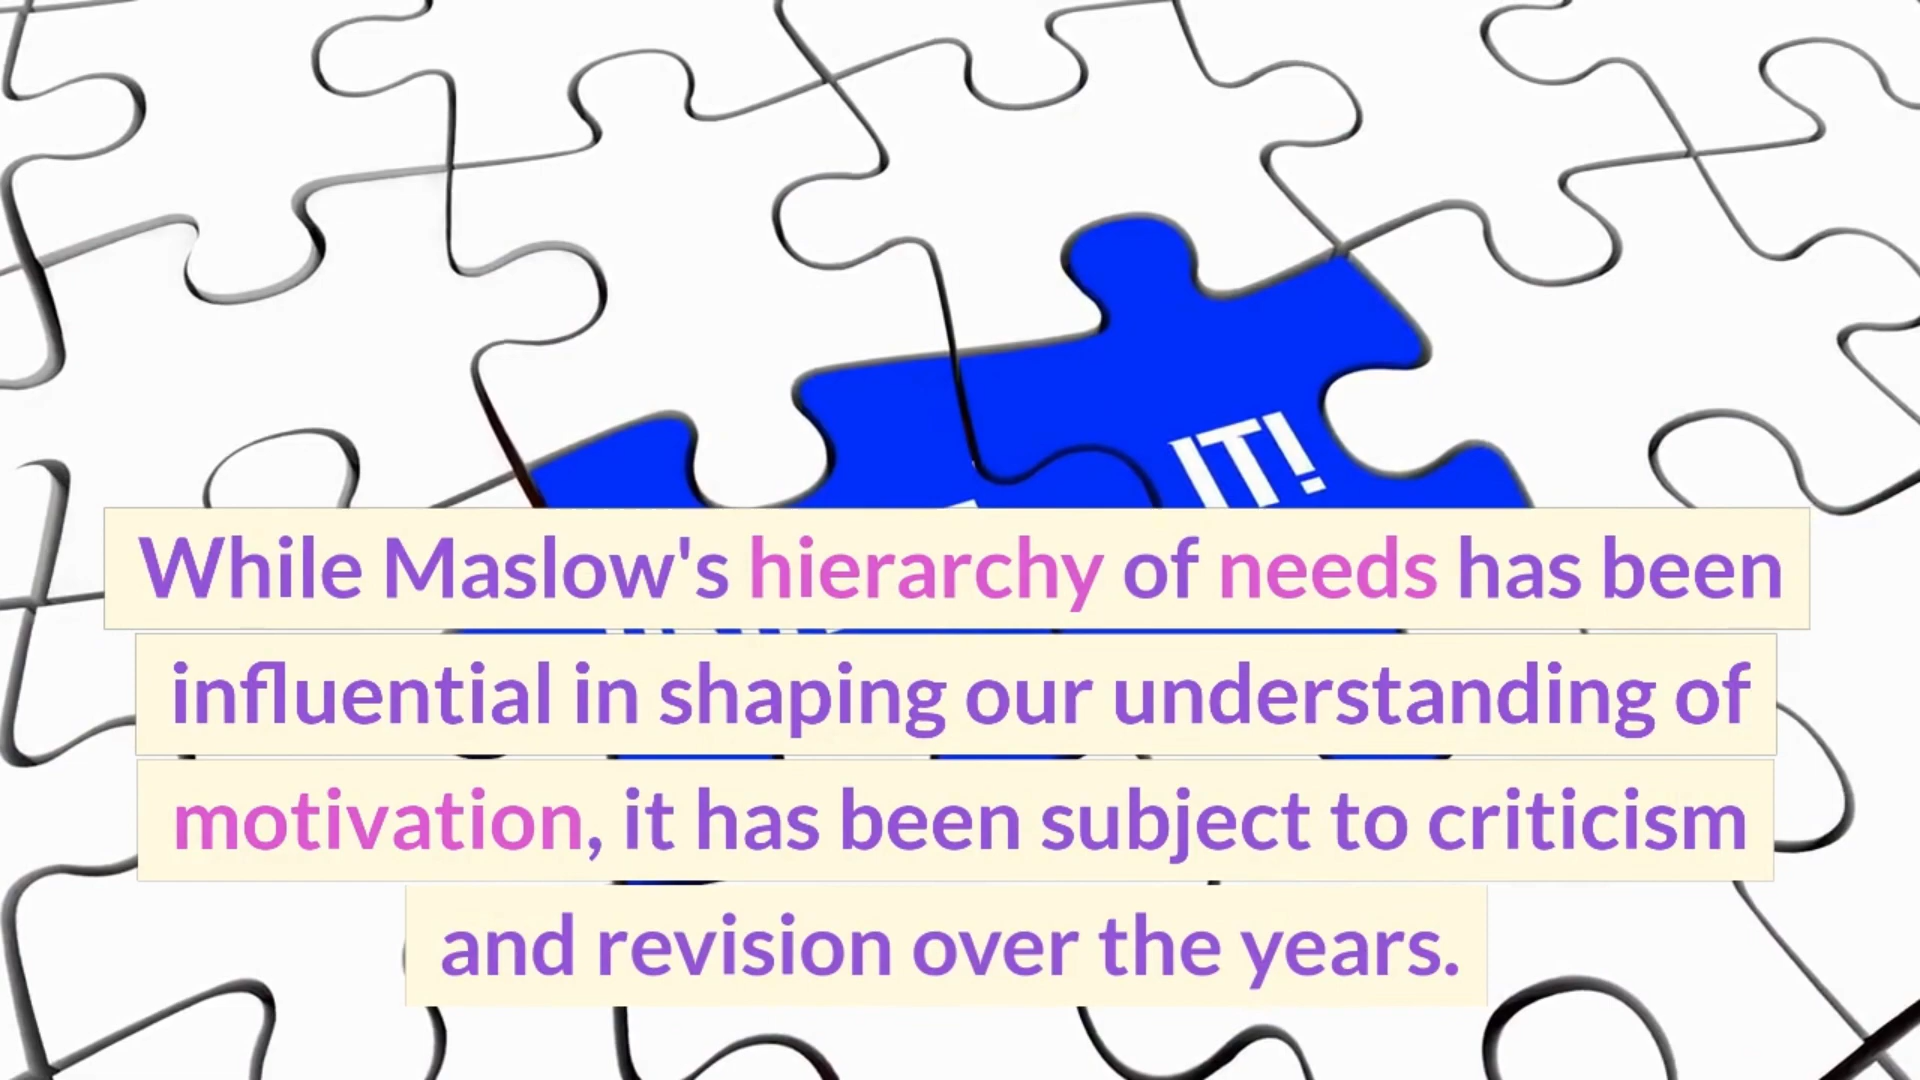 IT!
While Maslow's hierarchy of needs has been
influential in shaping our understanding of
motivation, it has been subject to criticism
and revision over the years.